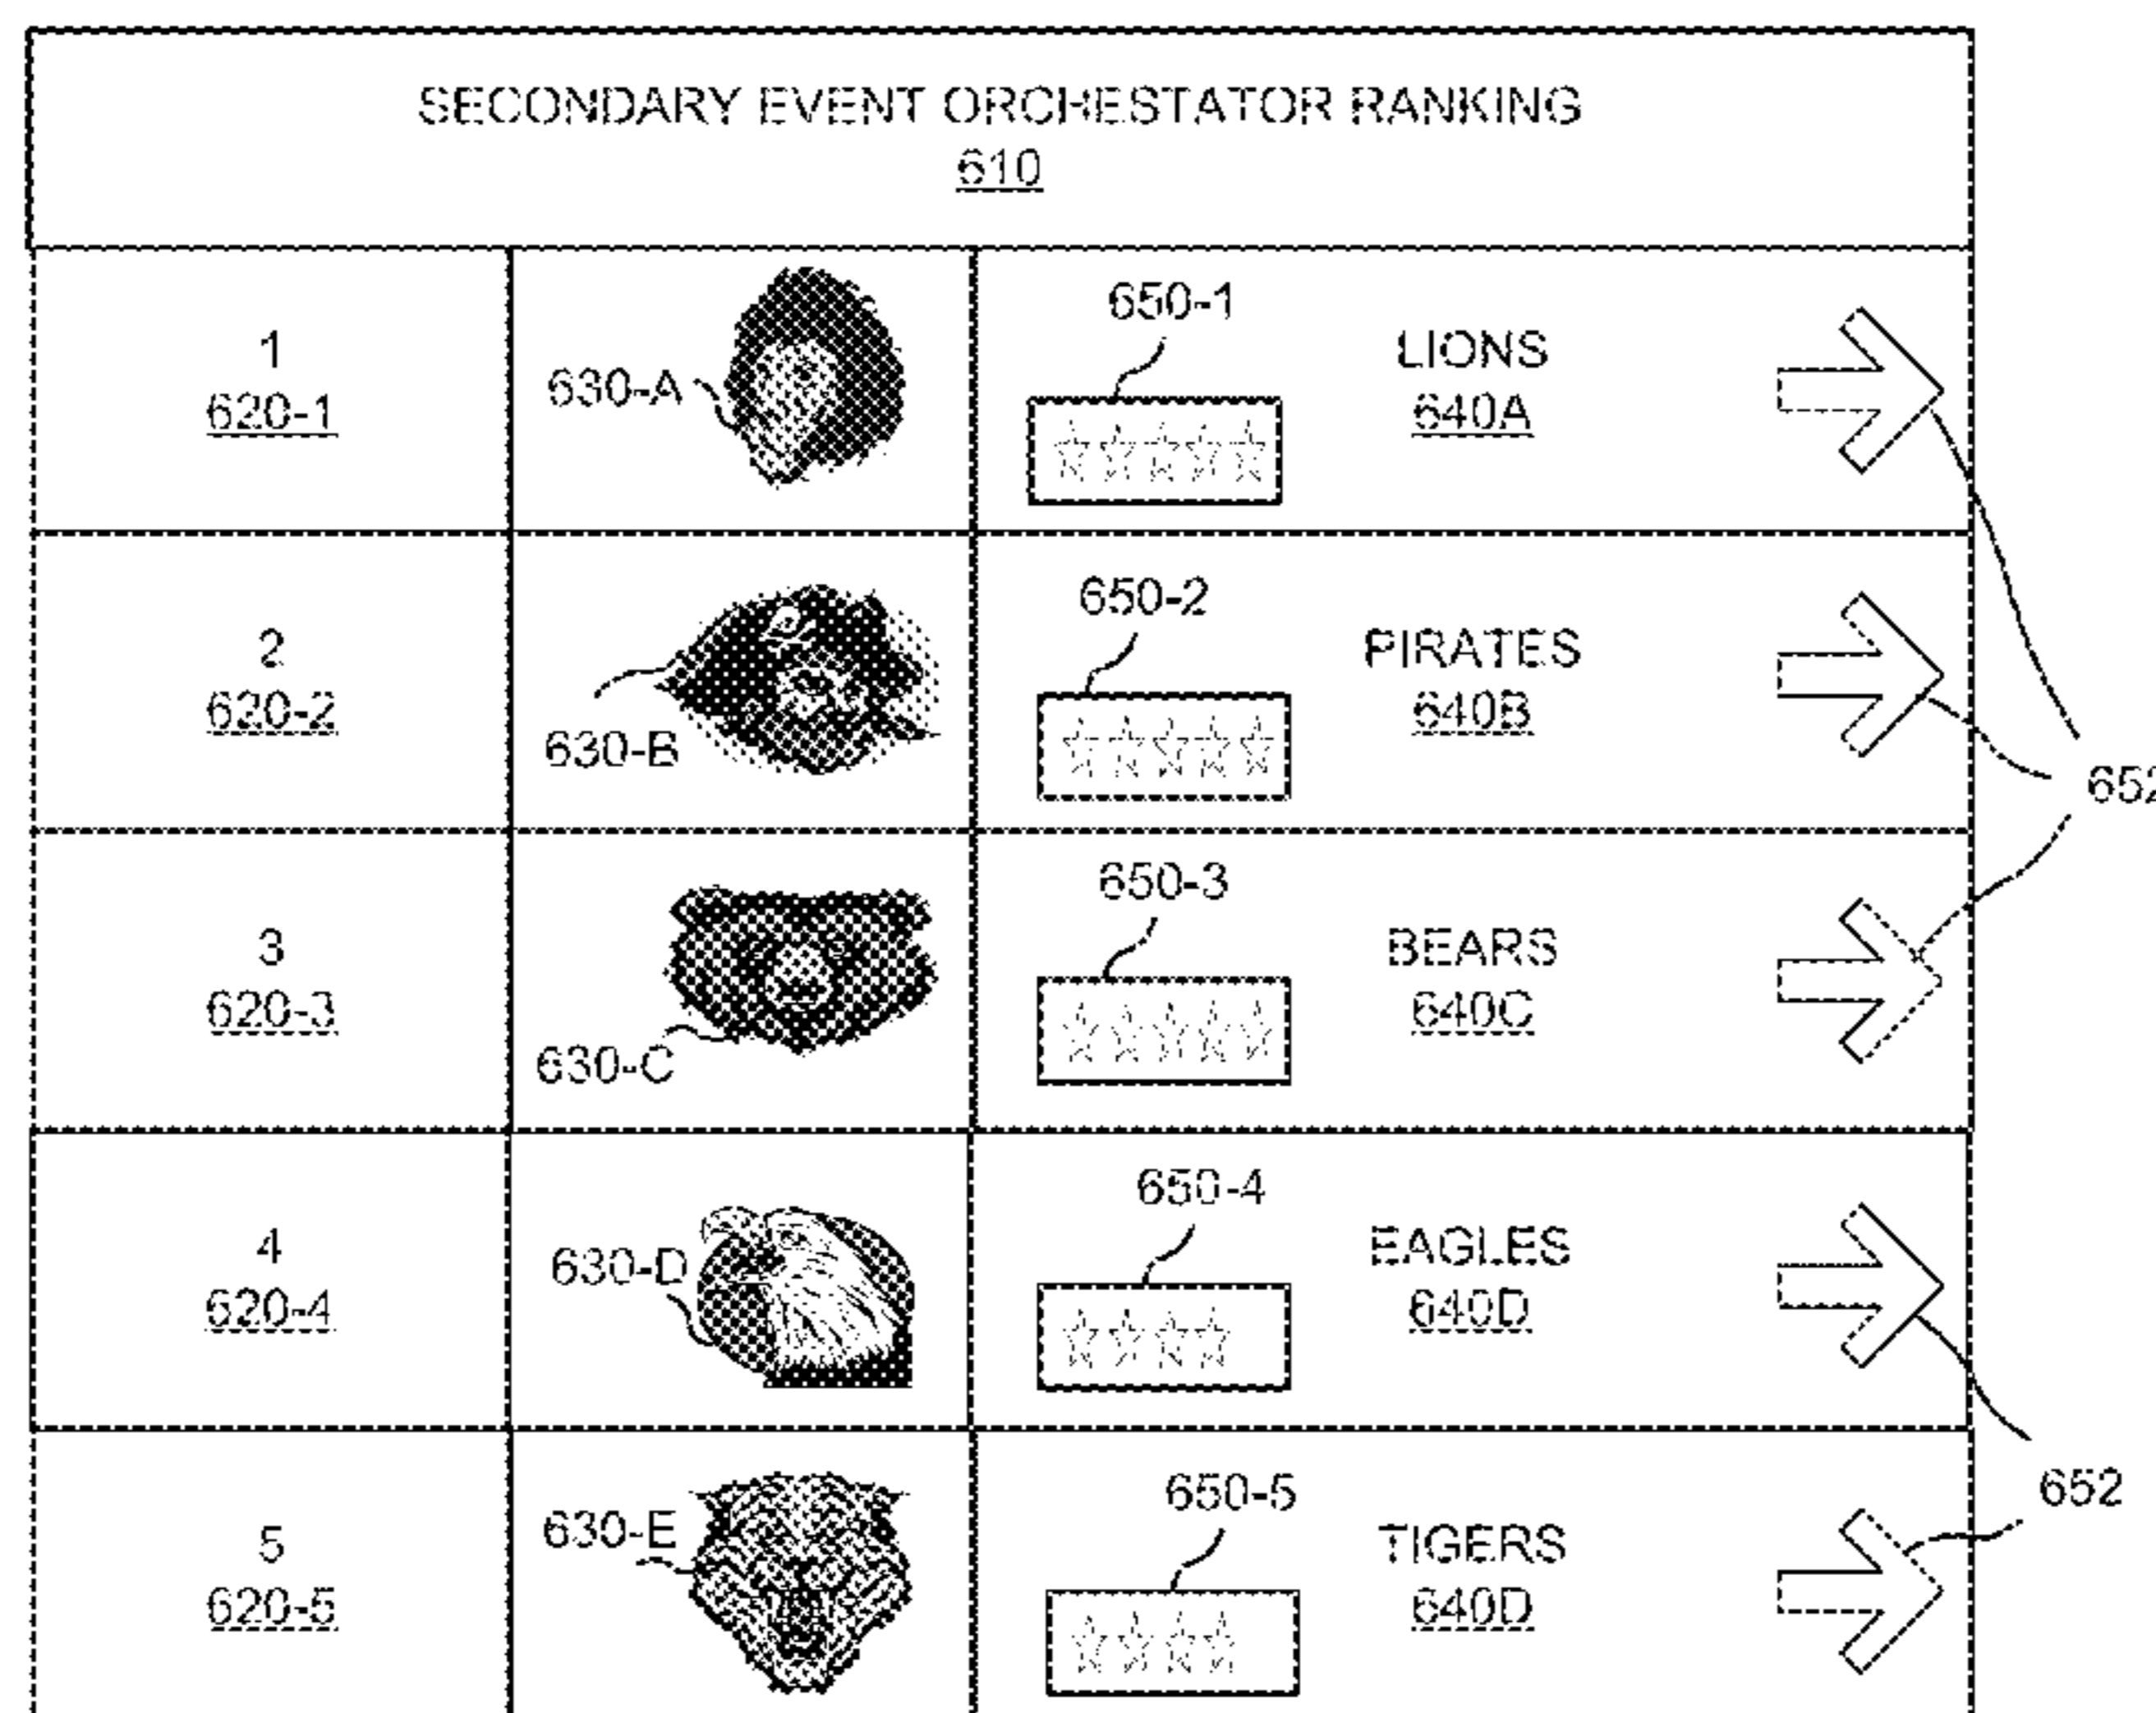 SECONDARY EVENT ORCHESTATOR RANKING
610
1
620-1
630-A
650-1
LIONS
640A
2
620-2
630-B
650-2
PIRATES
640B
652
3
620-3
630-C
650-3
BEARS
640C
4
620-4
630-D
650-4
EAGLES
640D
652
5
620-5
630-E
650-5
TIGERS
640D